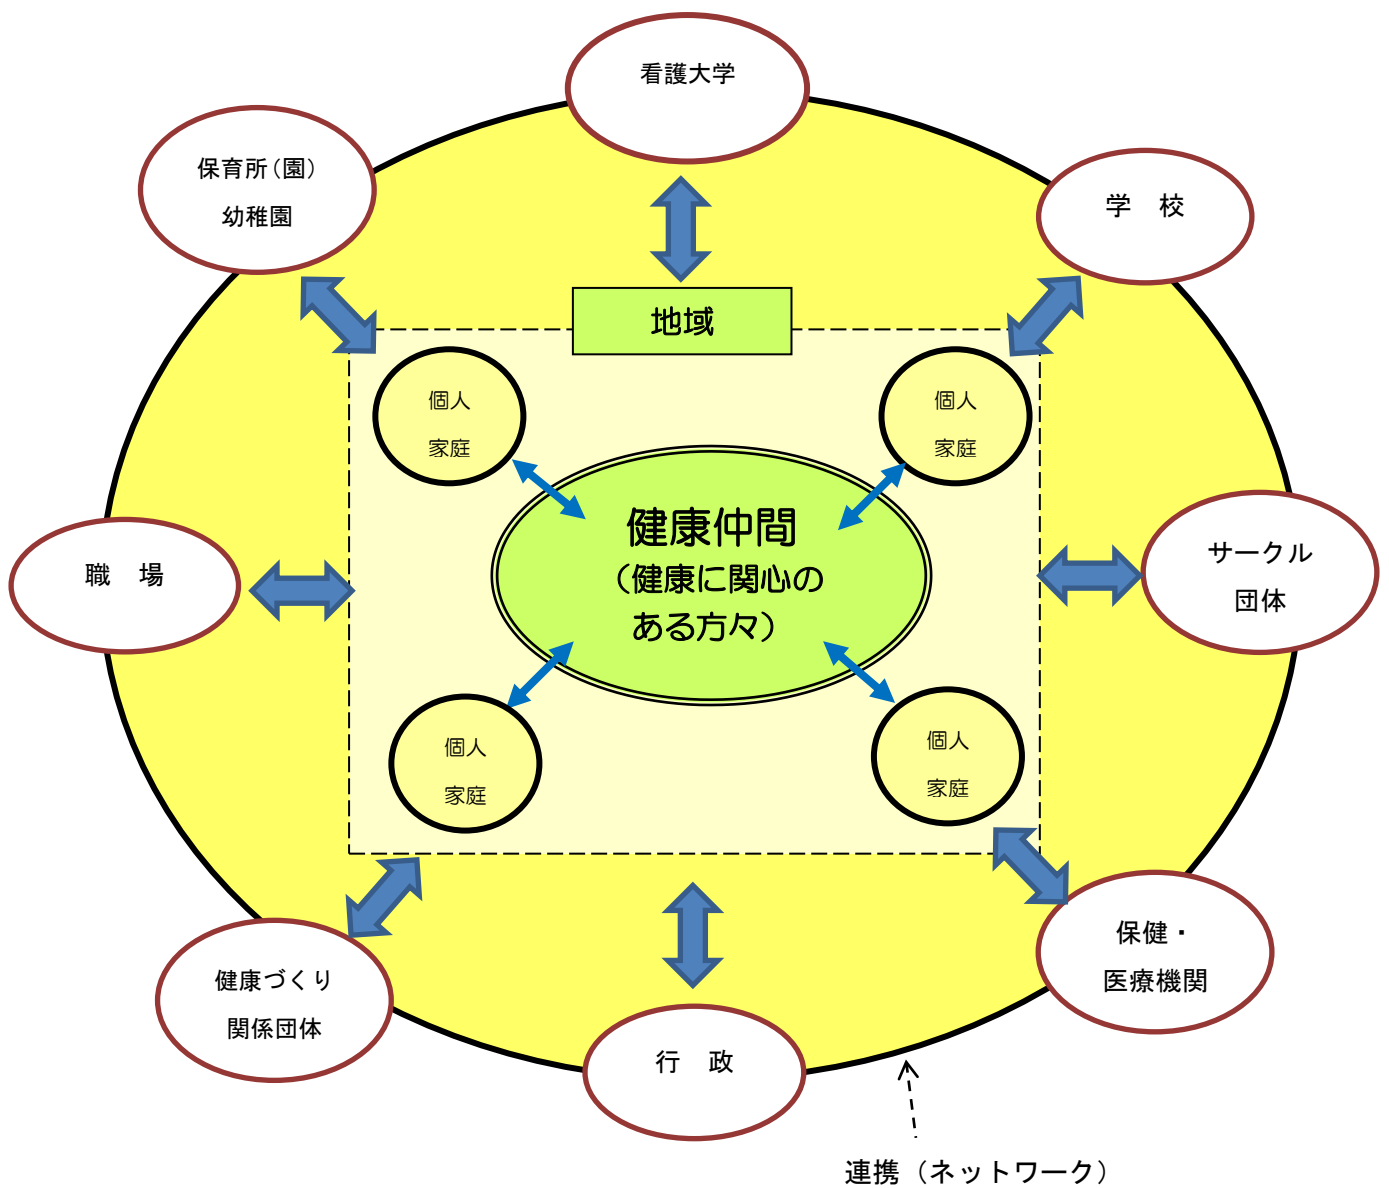 看護大学
保育所（園）
幼稚園
学　校
地域
個人
家庭
個人
家庭
健康仲間
（健康に関心の
ある方々）
職　場
サークル
団体
個人
家庭
個人
家庭
健康づくり
関係団体
保健・
医療機関
行　政
連携（ネットワーク）